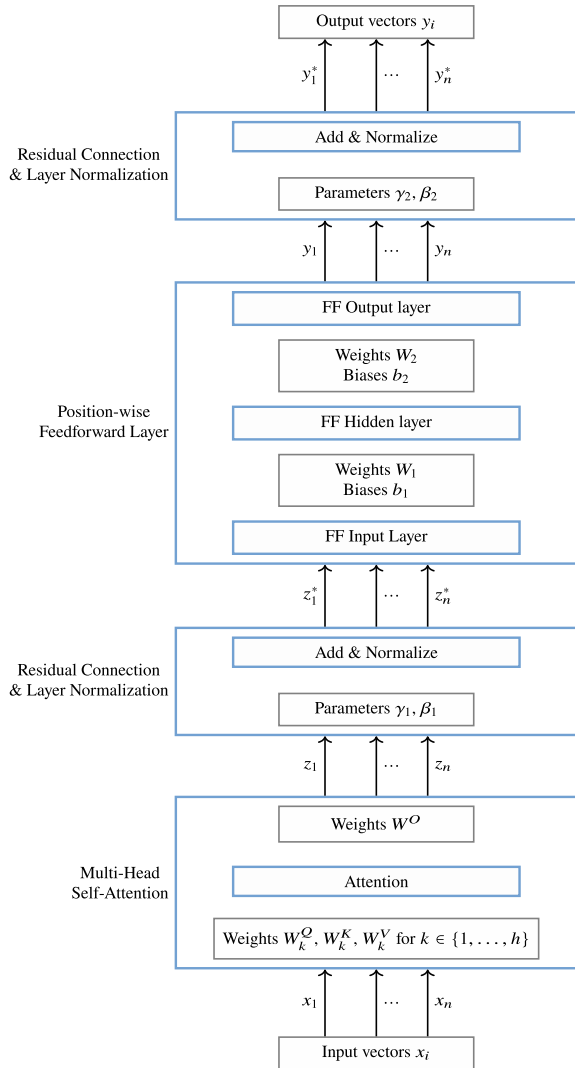 Output vectors yᵢ
y₁* … yₙ*
Add & Normalize
Residual Connection
& Layer Normalization
Parameters γ₂, β₂
y₁ … yₙ
FF Output layer
Weights W₂
Biases b₂
Position-wise
Feedforward Layer
FF Hidden layer
Weights W₁
Biases b₁
FF Input Layer
z₁* … zₙ*
Add & Normalize
Residual Connection
& Layer Normalization
Parameters γ₁, β₁
z₁ … zₙ
Weights W^O
Multi-Head
Self-Attention
Attention
Weights W_k^Q, W_k^K, W_k^V for k ∈ {1, . . . , h}
x₁ … xₙ
Input vectors xᵢ